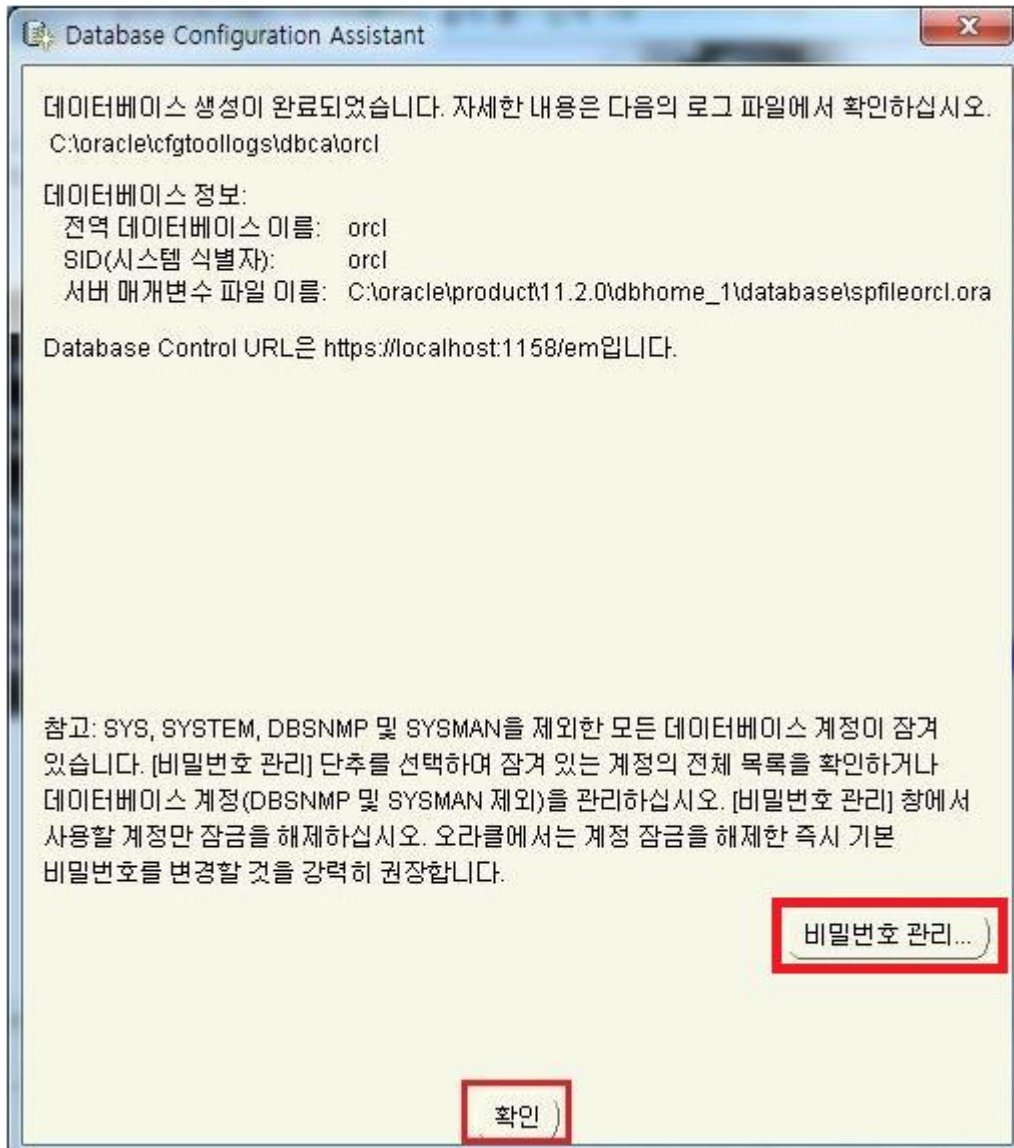 Database Configuration Assistant
데이터베이스 생성이 완료되었습니다. 자세한 내용은 다음의 로그 파일에서 확인하십시오.
C:\oracle\cfgtoollogs\dbca\orcl
데이터베이스 정보:
전역 데이터베이스 이름: orcl
SID(시스템 식별자): orcl
서버 매개변수 파일 이름: C:\oracle\product\11.2.0\dbhome_1\database\spfileorcl.ora
Database Control URL은 https://localhost:1158/em입니다.
참고: SYS, SYSTEM, DBSNMP 및 SYSMAN을 제외한 모든 데이터베이스 계정이 잠겨
있습니다. [비밀번호 관리] 단추를 선택하여 잠겨 있는 계정의 전체 목록을 확인하거나
데이터베이스 계정(DBSNMP 및 SYSMAN 제외)을 관리하십시오. [비밀번호 관리] 창에서
사용할 계정만 잠금을 해제하십시오. 오라클에서는 계정 잠금을 해제한 즉시 기본
비밀번호를 변경할 것을 강력히 권장합니다.
비밀번호 관리...
확인